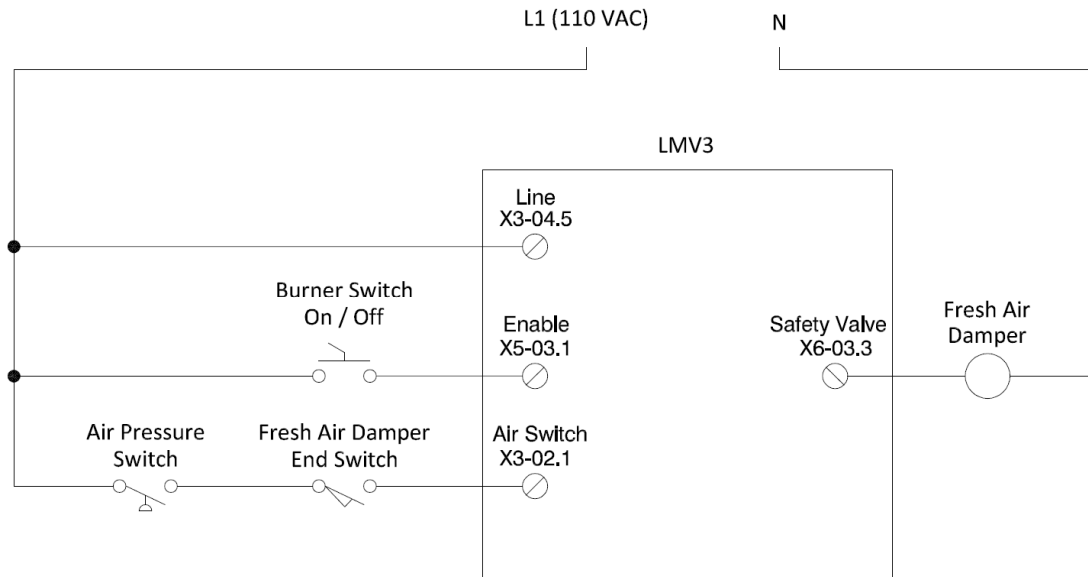 L1 (110 VAC)
N
LMV3
Line
X3-04.5
Burner Switch
On / Off
Enable
X5-03.1
Safety Valve
X6-03.3
Fresh Air
Damper
Air Pressure
Switch
Fresh Air Damper
End Switch
Air Switch
X3-02.1